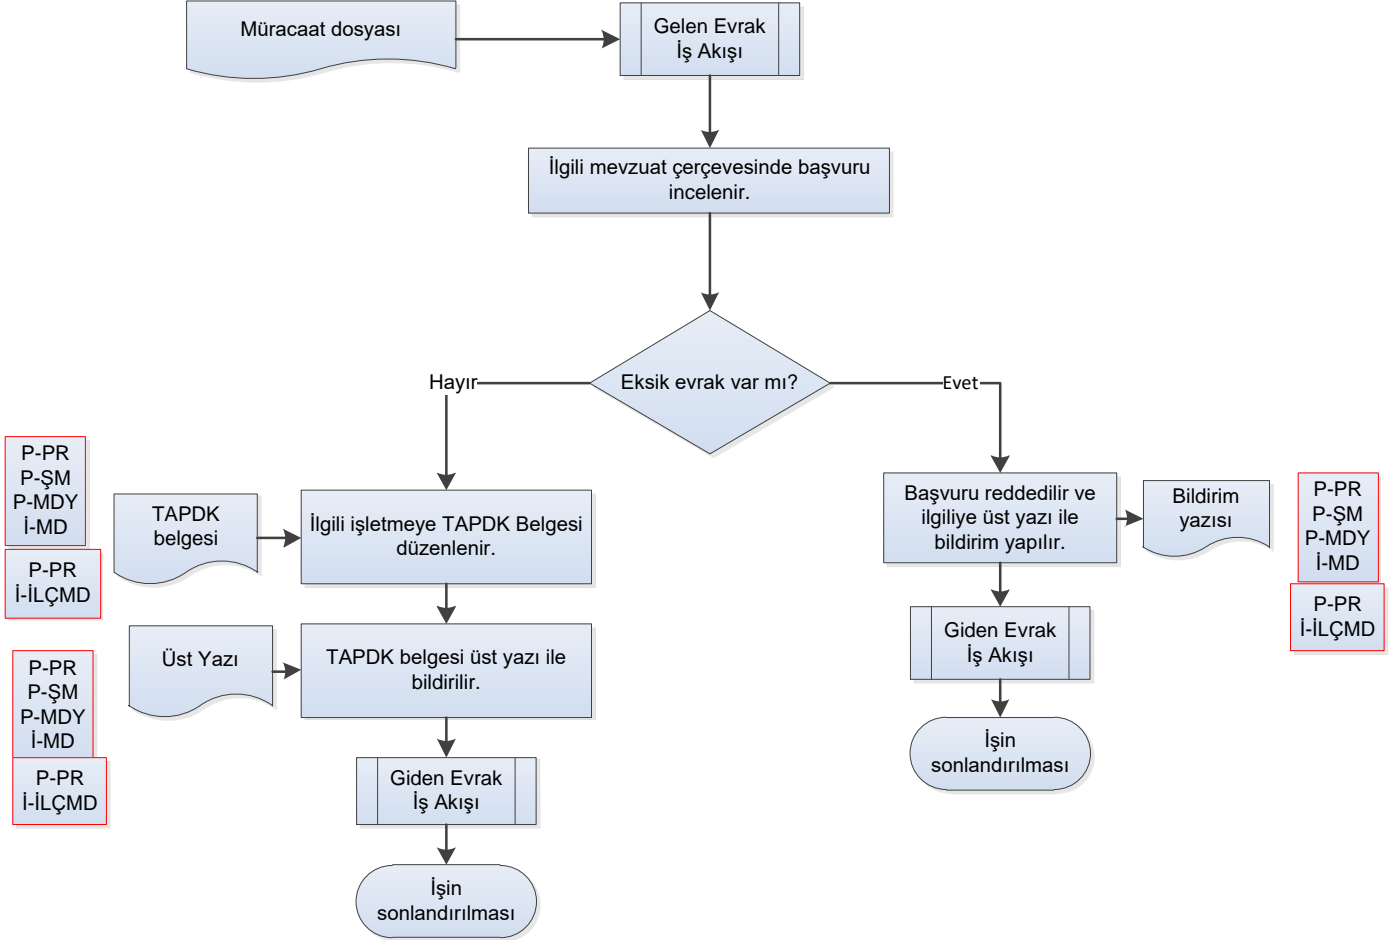 Müracaat dosyası
Gelen Evrak
İş Akışı
İlgili mevzuat çerçevesinde başvuru
incelenir.
Eksik evrak var mı?
Hayır
Evet
P-PR
P-ŞM
P-MDY
İ-MD
P-PR
İ-İLÇMD
TAPDK
belgesi
İlgili işletmeye TAPDK Belgesi
düzenlenir.
Başvuru reddedilir ve
ilgiliye üst yazı ile
bildirim yapılır.
Bildirim
yazısı
P-PR
P-ŞM
P-MDY
İ-MD
P-PR
İ-İLÇMD
P-PR
P-ŞM
P-MDY
İ-MD
P-PR
İ-İLÇMD
Üst Yazı
TAPDK belgesi üst yazı ile
bildirilir.
Giden Evrak
İş Akışı
İşin
sonlandırılması
Giden Evrak
İş Akışı
İşin
sonlandırılması